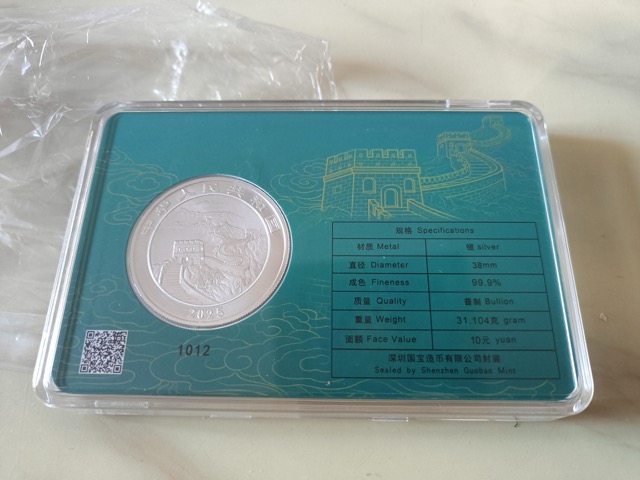 中华人民共和国
2025
1012
规格 Specifications
材质 Metal 银 silver
直径 Diameter 38mm
成色 Fineness 99.9%
质量 Quality 普制 Bullion
重量 Weight 31.104克 gram
面额 Face Value 10元 yuan
深圳国宝造币有限公司封装
Sealed by Shenzhen Guobao Mint